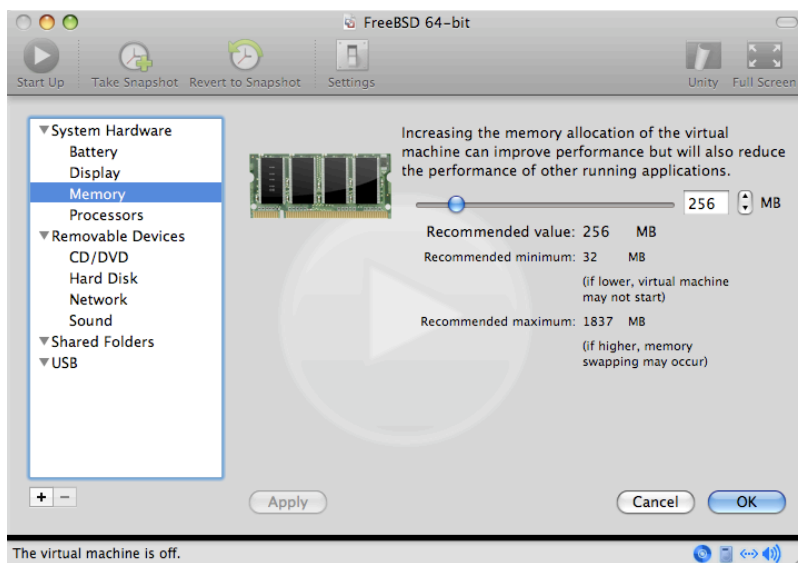 FreeBSD 64-bit
Start Up Take Snapshot Revert to Snapshot Settings Unity Full Screen
System Hardware
Battery
Display
Memory
Processors
Removable Devices
CD/DVD
Hard Disk
Network
Sound
Shared Folders
USB
Increasing the memory allocation of the virtual
machine can improve performance but will also reduce
the performance of other running applications.
256 MB
Recommended value: 256 MB
Recommended minimum: 32 MB
(if lower, virtual machine
may not start)
Recommended maximum: 1837 MB
(if higher, memory
swapping may occur)
+ −
Apply Cancel OK
The virtual machine is off.